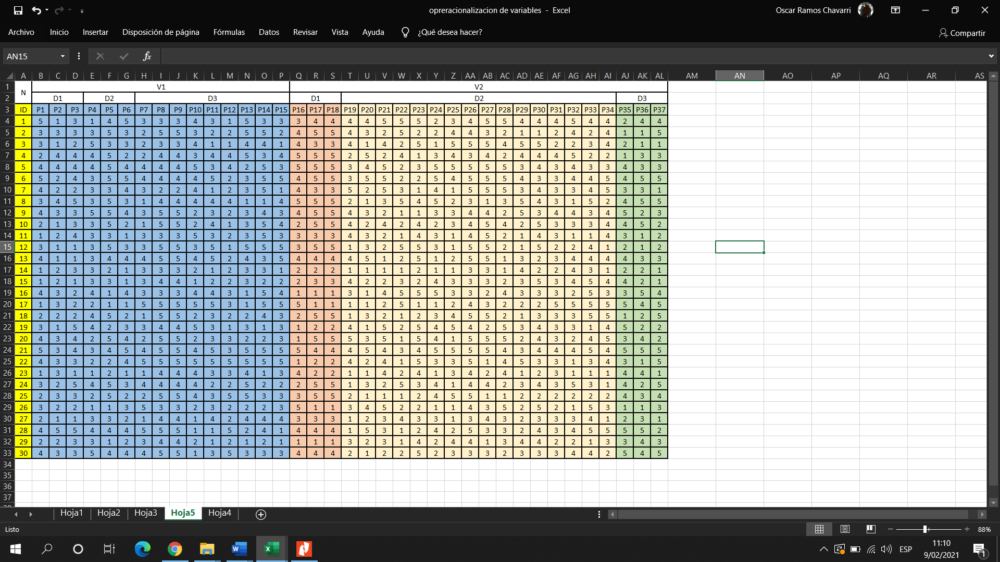 opreracionalizacion de variables - Excel
Oscar Ramos Chavarri
Archivo Inicio Insertar Disposición de página Fórmulas Datos Revisar Vista Ayuda ¿Qué desea hacer? Compartir
AN15 fx
A B C D E F G H I J K L M N O P Q R S T U V W X Y Z AA AB AC AD AE AF AG AH AI AJ AK AL AM AN AO AP AQ AR AS
1 N V1 V2
2 D1 D2 D3 D1 D2 D3
3 ID P1 P2 P3 P4 P5 P6 P7 P8 P9 P10 P11 P12 P13 P14 P15 P16 P17 P18 P19 P20 P21 P22 P23 P24 P25 P26 P27 P28 P29 P30 P31 P32 P33 P34 P35 P36 P37
4 1 5 1 3 1 4 5 3 3 3 4 3 1 5 3 3 3 4 4 4 4 5 5 5 2 3 4 5 5 4 4 4 5 4 4 2 4 4
5 2 3 3 3 3 5 3 2 5 5 3 2 2 5 5 2 4 5 5 4 3 2 5 2 2 4 4 3 2 1 1 2 4 2 4 1 1 5
6 3 3 1 2 5 3 3 2 3 3 4 1 1 4 4 1 4 3 3 4 1 4 2 5 1 5 5 5 4 5 5 2 2 3 4 2 1 1
7 4 2 4 4 4 5 2 2 4 4 3 4 4 5 3 4 5 5 5 2 5 2 4 1 3 4 3 4 2 4 4 4 5 2 2 1 3 3
8 5 4 4 4 4 5 4 4 4 4 5 3 4 2 5 3 5 5 5 3 4 5 2 3 5 5 5 5 5 3 4 3 4 3 3 4 3 3
9 6 5 2 4 3 5 5 4 4 4 4 5 2 3 5 5 4 5 5 3 5 5 2 2 5 4 5 5 5 4 3 3 4 4 5 4 5 5
10 7 4 2 2 3 3 4 3 2 2 4 1 2 3 5 1 4 3 3 5 2 5 3 1 4 1 5 5 5 3 4 3 3 4 5 3 3 1
11 8 3 4 5 3 5 3 1 4 4 4 4 4 1 1 4 5 5 5 2 1 3 5 4 5 2 3 1 3 5 4 3 1 5 2 4 5 5
12 9 4 3 3 5 5 4 3 5 5 2 3 2 3 4 3 4 5 5 4 3 2 1 1 3 3 4 4 2 5 3 4 4 3 4 5 2 3
13 10 2 1 3 3 5 2 1 5 5 2 4 1 3 5 4 2 5 5 4 2 4 2 4 2 3 4 5 4 2 5 3 3 3 4 4 5 2
14 11 1 2 4 3 3 1 3 3 3 5 3 2 3 5 3 3 3 3 4 3 2 1 4 3 1 4 5 2 1 4 3 1 1 4 3 1 2
15 12 3 1 1 3 5 3 3 5 5 3 5 1 5 5 5 3 5 5 1 3 2 5 5 3 1 5 5 2 1 5 2 2 4 1 2 1 2
16 13 4 1 1 3 4 4 4 5 5 4 5 2 4 3 5 4 4 4 4 5 1 2 5 1 2 5 5 1 3 2 3 4 4 4 4 3 3
17 14 1 2 3 3 2 1 3 3 3 2 1 2 3 3 1 2 2 2 1 1 1 1 2 1 1 3 3 1 4 2 2 4 3 1 2 2 1
18 15 1 2 1 3 3 1 3 4 4 1 2 2 3 2 2 2 3 3 4 2 2 3 2 4 3 3 3 2 3 5 3 4 5 4 4 2 1
19 16 4 3 2 4 1 4 3 3 3 4 4 3 1 5 4 1 1 1 3 1 4 5 5 5 3 3 2 4 3 3 3 2 5 3 3 5 4
20 17 1 3 2 2 1 1 5 5 5 5 5 3 1 5 5 5 1 1 1 1 2 5 1 1 2 4 3 2 2 2 5 5 5 5 5 4 5
21 18 2 2 2 4 5 2 1 5 5 2 3 2 2 4 3 2 5 5 1 3 2 1 2 3 4 5 5 2 1 3 3 3 5 5 1 2 5
22 19 3 1 5 4 2 3 3 4 4 5 3 1 3 1 3 1 2 2 4 1 5 2 5 4 5 4 2 5 3 4 3 3 1 4 5 2 2
23 20 4 3 4 2 5 4 2 5 5 2 3 3 2 2 3 1 5 5 5 3 5 1 5 4 1 5 5 5 2 4 3 2 4 5 3 4 2
24 21 5 3 4 3 4 5 4 5 5 4 5 3 5 5 5 5 4 4 4 5 4 3 4 5 5 5 5 4 3 4 4 4 5 4 5 5 5
25 22 4 3 3 2 2 4 5 5 5 5 5 5 5 5 5 1 2 2 4 2 4 1 5 3 3 5 1 4 5 3 3 1 3 4 3 1 5
26 23 1 3 1 1 2 1 1 4 4 4 3 3 4 1 3 4 2 2 1 1 4 2 4 1 3 4 2 4 1 2 3 1 1 1 4 4 1
27 24 3 2 5 4 5 3 4 4 4 4 2 2 5 2 2 2 5 5 1 3 2 5 3 4 1 4 4 2 3 4 3 5 3 1 4 2 5
28 25 2 3 3 2 5 2 2 5 5 4 3 5 5 3 3 3 5 5 2 1 1 1 2 4 5 5 1 1 2 2 2 2 2 2 4 3 4
29 26 3 2 2 1 1 3 5 3 3 2 3 2 2 2 3 5 1 1 3 4 5 2 2 1 1 4 3 5 2 5 2 1 5 3 1 1 3
30 27 2 1 1 3 3 2 1 4 4 1 4 2 4 4 4 3 3 3 1 2 3 4 3 3 1 3 4 3 2 3 3 3 4 1 2 3 1
31 28 4 5 5 4 4 4 5 5 5 1 1 5 2 4 1 4 4 4 1 5 3 1 2 4 2 5 3 3 2 4 3 4 5 5 5 5 2
32 29 2 2 3 3 1 2 3 4 4 2 1 2 1 2 1 1 1 1 3 2 3 1 4 2 4 4 1 3 4 4 2 2 1 3 3 4 3
33 30 4 3 3 5 4 4 4 5 5 1 3 5 3 3 3 4 4 4 2 1 2 2 5 2 3 3 3 2 3 3 3 4 4 2 5 4 5
34
35
36
37
Hoja1 Hoja2 Hoja3 Hoja5 Hoja4
Listo 88%
ESP 11:10
9/02/2021 1